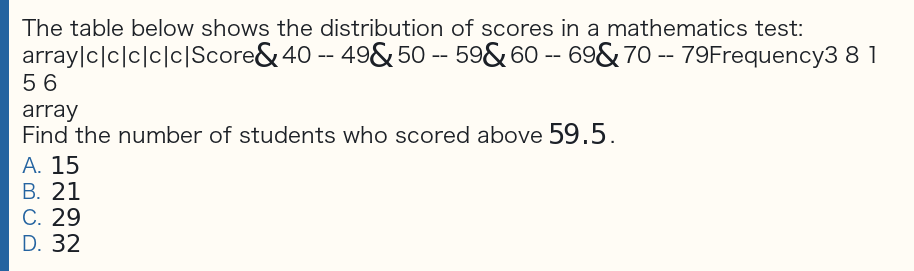 The table below shows the distribution of scores in a mathematics test:
array|c|c|c|c|c|Score& 40 -- 49& 50 -- 59& 60 -- 69& 70 -- 79Frequency3 8 1
5 6
array
Find the number of students who scored above 59.5.
A. 15
B. 21
C. 29
D. 32